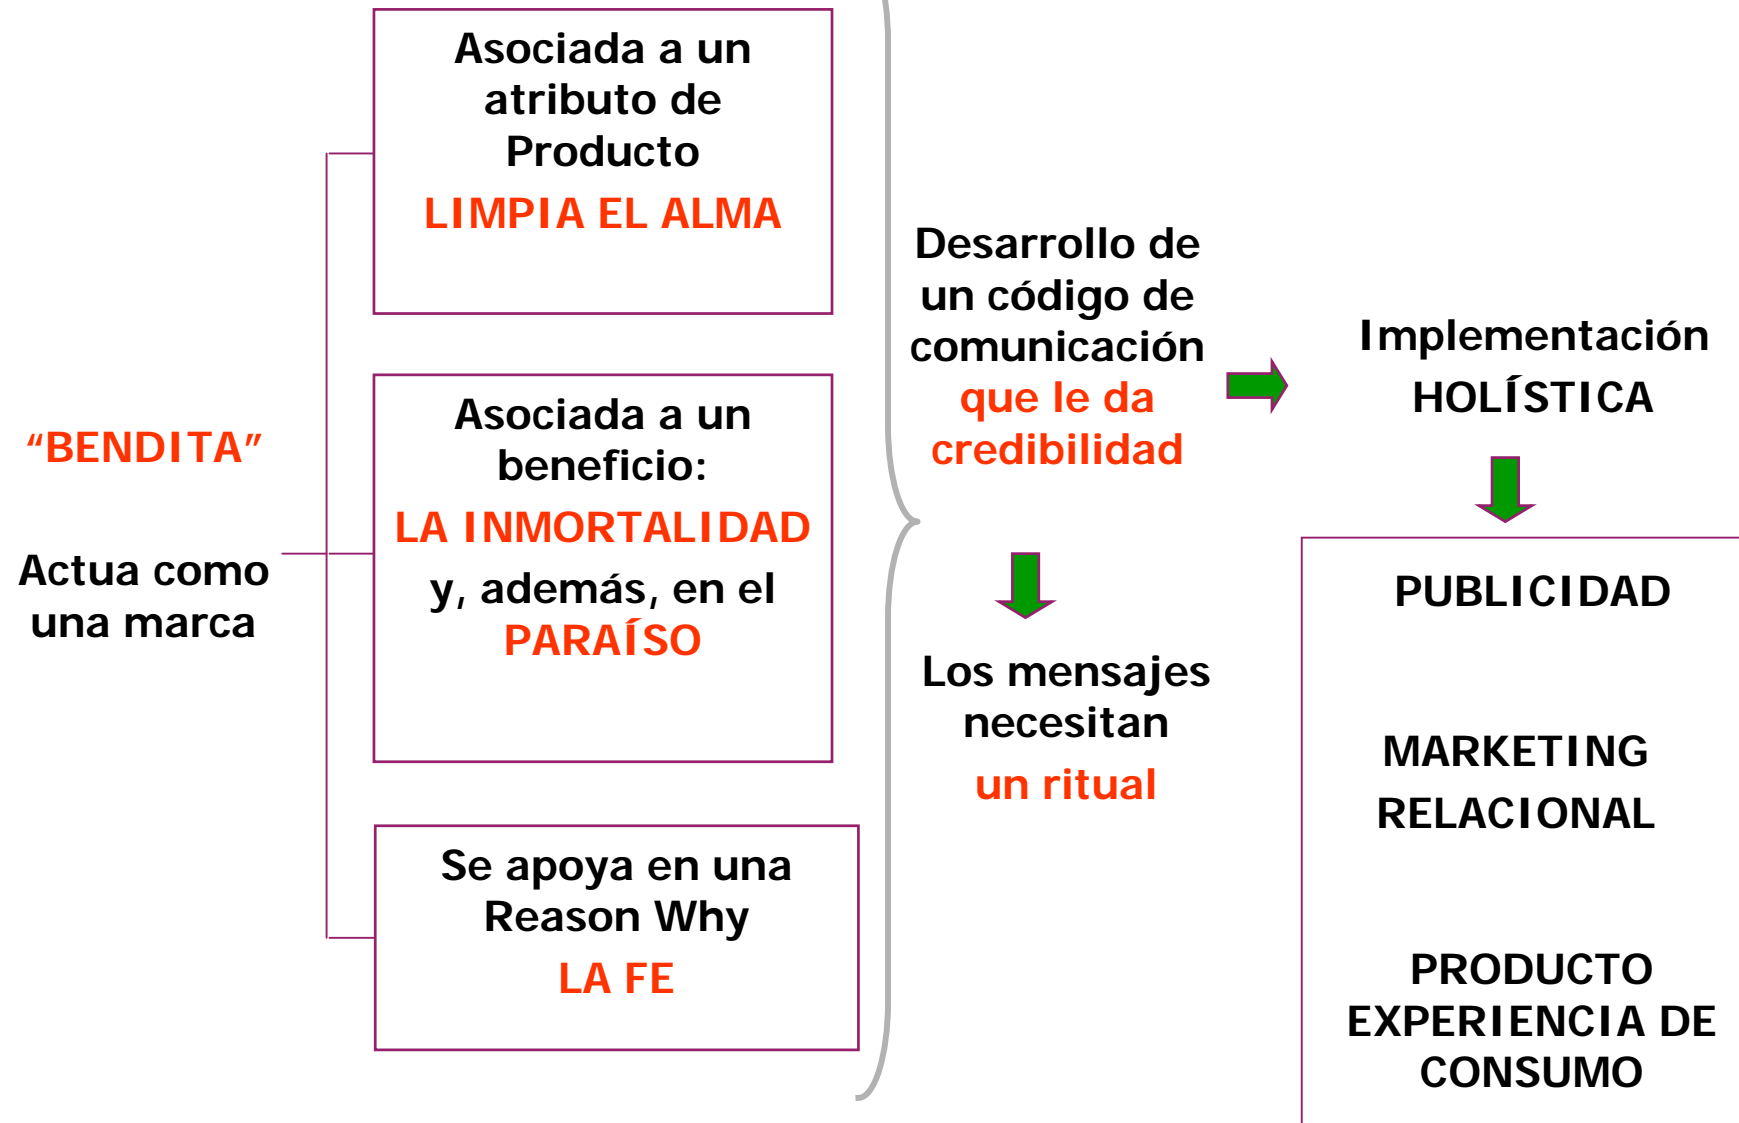 “BENDITA”
Actua como
una marca
Asociada a un
atributo de
Producto
LIMPIA EL ALMA
Asociada a un
beneficio:
LA INMORTALIDAD
y, además, en el
PARAÍSO
Se apoya en una
Reason Why
LA FE
Desarrollo de
un código de
comunicación
que le da
credibilidad
Los mensajes
necesitan
un ritual
Implementación
HOLÍSTICA
PUBLICIDAD
MARKETING
RELACIONAL
PRODUCTO
EXPERIENCIA DE
CONSUMO